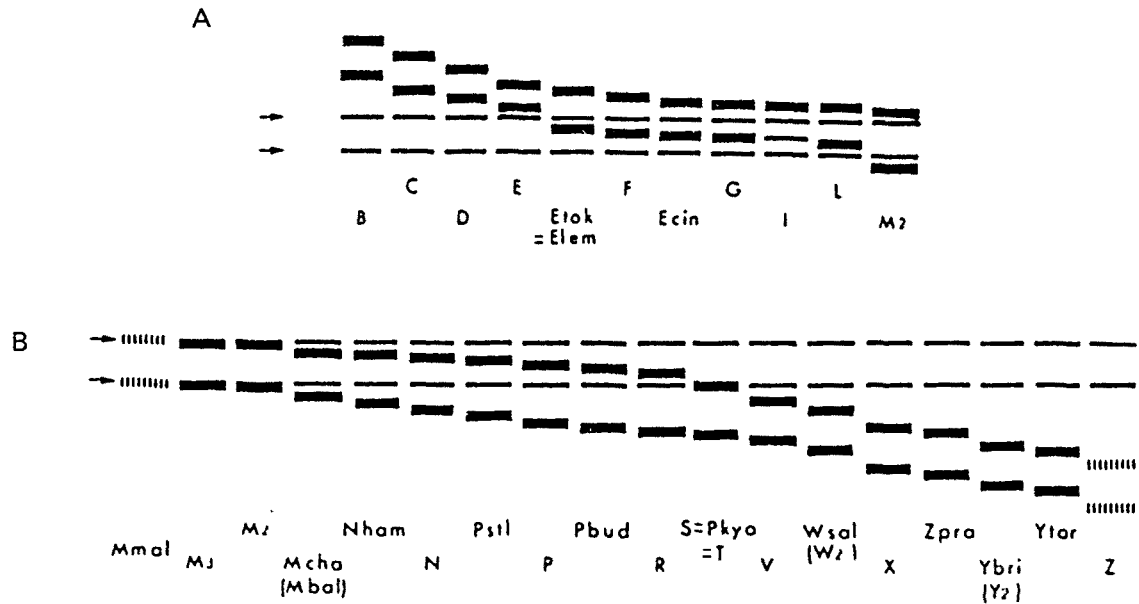 A
C E F G L
B D Etok Ecin I M2
=Elem
B
M2 Nham Pstl Pbud S=Pkyo Wsal Zpra Ytor
Mmal M3 Mcha N P R =T V (W2) X Ybri Z
(Mbal) (Y2)